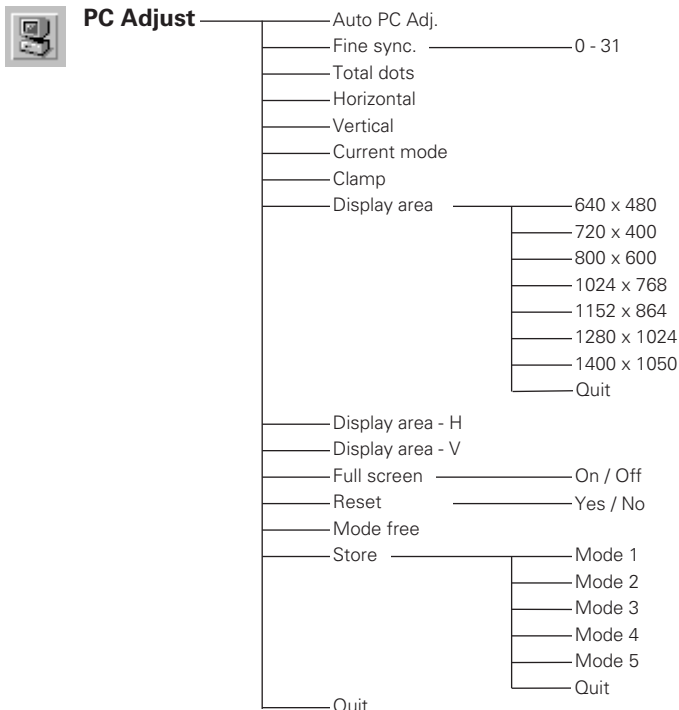 PC Adjust
Auto PC Adj.
Fine sync. 0 - 31
Total dots
Horizontal
Vertical
Current mode
Clamp
Display area 640 x 480
720 x 400
800 x 600
1024 x 768
1152 x 864
1280 x 1024
1400 x 1050
Quit
Display area - H
Display area - V
Full screen On / Off
Reset Yes / No
Mode free
Store Mode 1
Mode 2
Mode 3
Mode 4
Mode 5
Quit
Quit